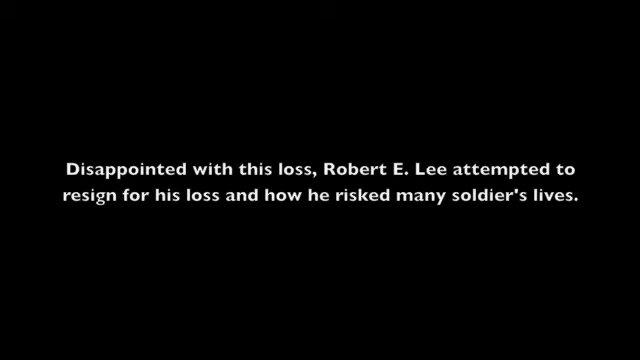 Disappointed with this loss, Robert E. Lee attempted to
resign for his loss and how he risked many soldier's lives.